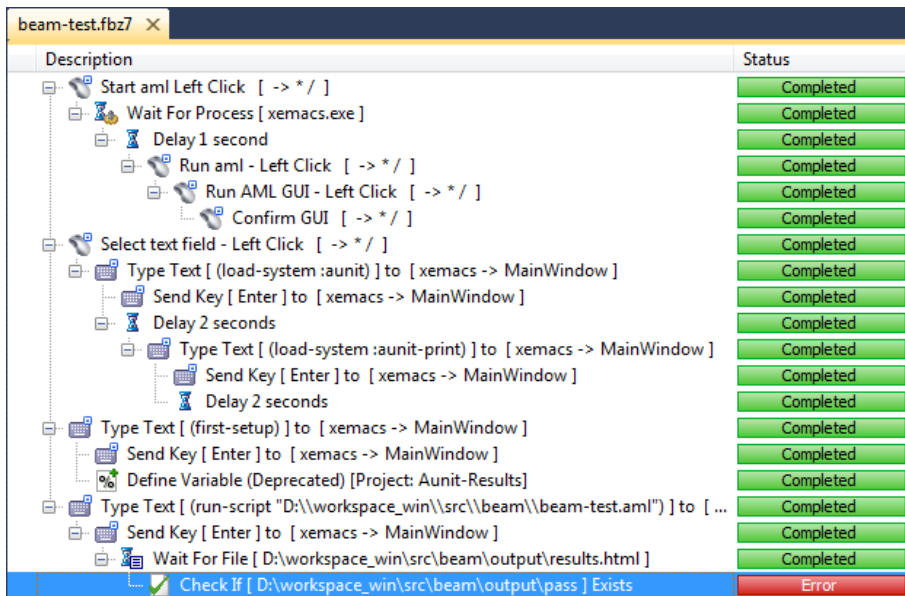 beam-test.fbz7
Description Status
Start aml Left Click [ -> * / ] Completed
Wait For Process [ xemacs.exe ] Completed
Delay 1 second Completed
Run aml - Left Click [ -> * / ] Completed
Run AML GUI - Left Click [ -> * / ] Completed
Confirm GUI [ -> * / ] Completed
Select text field - Left Click [ -> * / ] Completed
Type Text [ (load-system :aunit) ] to [ xemacs -> MainWindow ] Completed
Send Key [ Enter ] to [ xemacs -> MainWindow ] Completed
Delay 2 seconds Completed
Type Text [ (load-system :aunit-print) ] to [ xemacs -> MainWindow ] Completed
Send Key [ Enter ] to [ xemacs -> MainWindow ] Completed
Delay 2 seconds Completed
Type Text [ (first-setup) ] to [ xemacs -> MainWindow ] Completed
Send Key [ Enter ] to [ xemacs -> MainWindow ] Completed
Define Variable (Deprecated) [Project: Aunit-Results] Completed
Type Text [ (run-script "D:\\workspace_win\\src\\beam\\beam-test.aml") ] to [ ... Completed
Send Key [ Enter ] to [ xemacs -> MainWindow ] Completed
Wait For File [ D:\workspace_win\src\beam\output\results.html ] Completed
Check If [ D:\workspace_win\src\beam\output\pass ] Exists Error